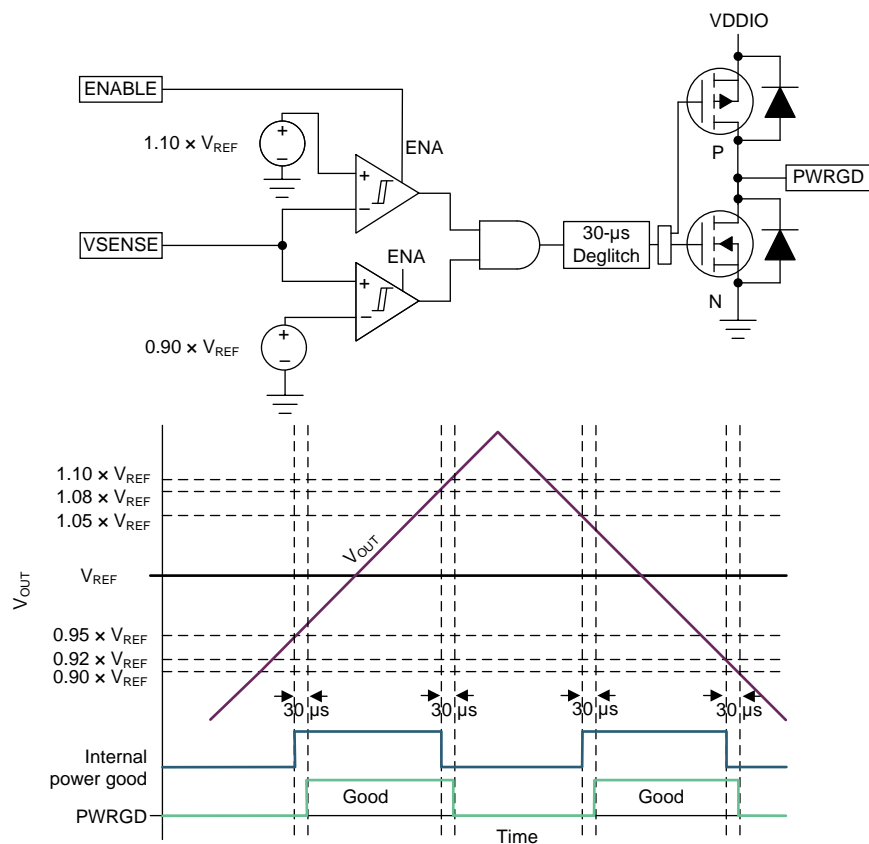 VDDIO
ENABLE
1.10 × VREF
+
−
ENA
+
−
P
PWRGD
VSENSE
30-µs
Deglitch
ENA
+
−
N
0.90 × VREF
+
−
1.10 × VREF
1.08 × VREF
1.05 × VREF
VOUT
VOUT
VREF
0.95 × VREF
0.92 × VREF
0.90 × VREF
30 µs
30 µs
30 µs
30 µs
Internal
power good
Good
Good
PWRGD
Time